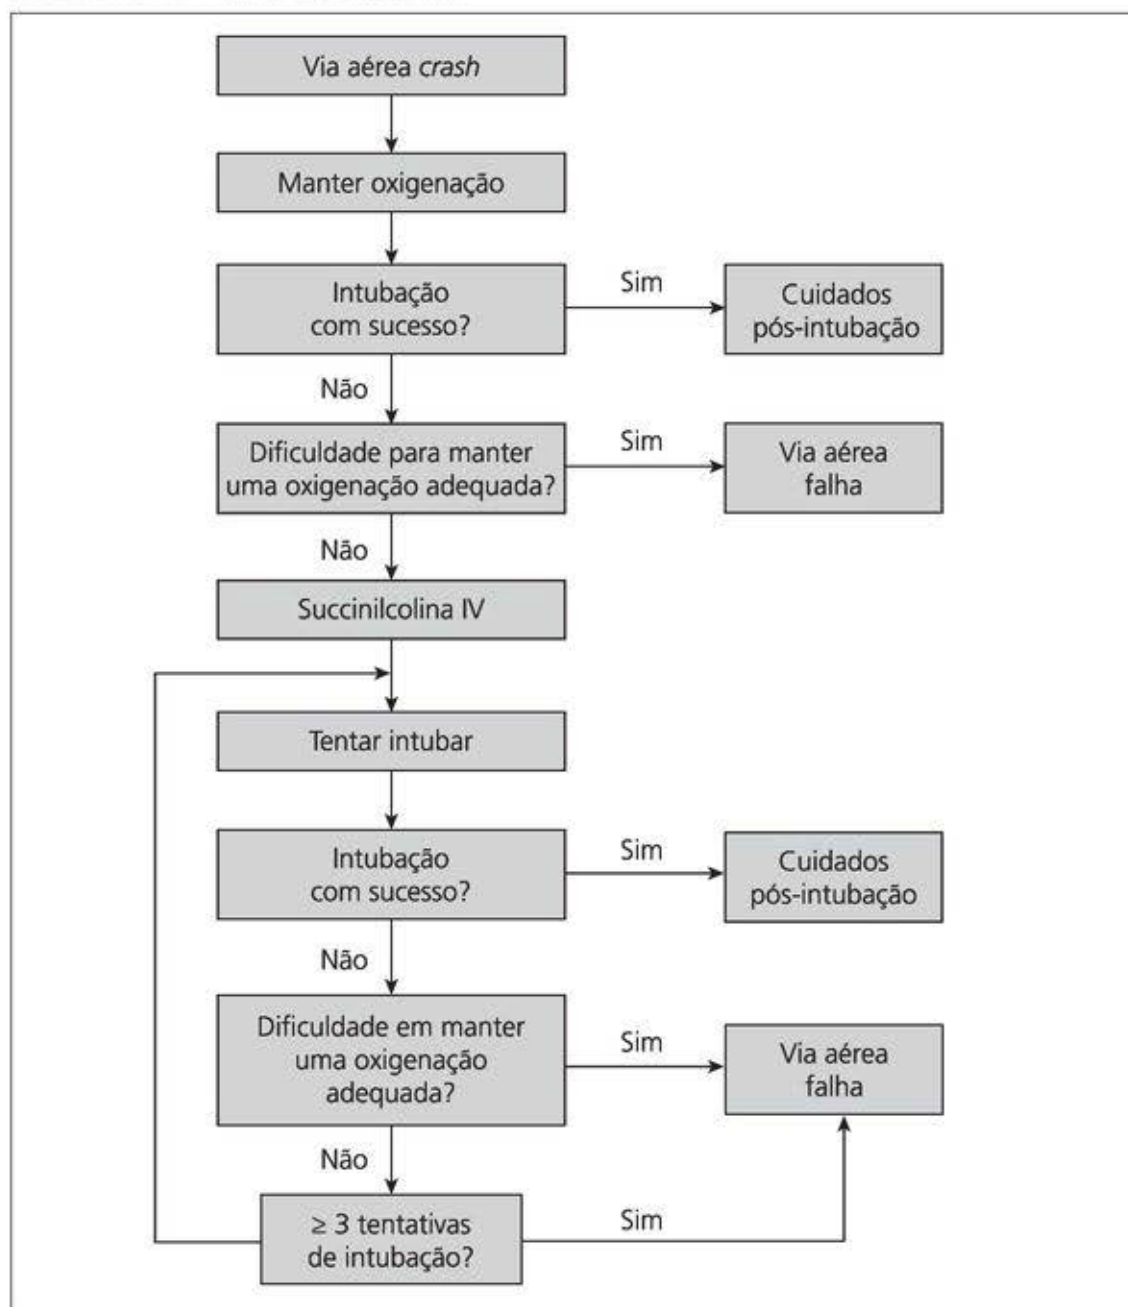 Via aérea crash
Manter oxigenação
Intubação
com sucesso?
Sim
Cuidados
pós-intubação
Não
Dificuldade para manter
uma oxigenação adequada?
Sim
Via aérea
falha
Não
Succinilcolina IV
Tentar intubar
Intubação
com sucesso?
Sim
Cuidados
pós-intubação
Não
Dificuldade em manter
uma oxigenação
adequada?
Sim
Via aérea
falha
Não
≥ 3 tentativas
de intubação?
Sim